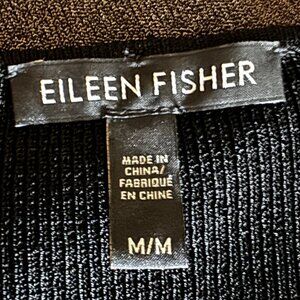 EILEEN FISHER
MADE IN
CHINA/
FABRIQUÉ
EN CHINE
M/M